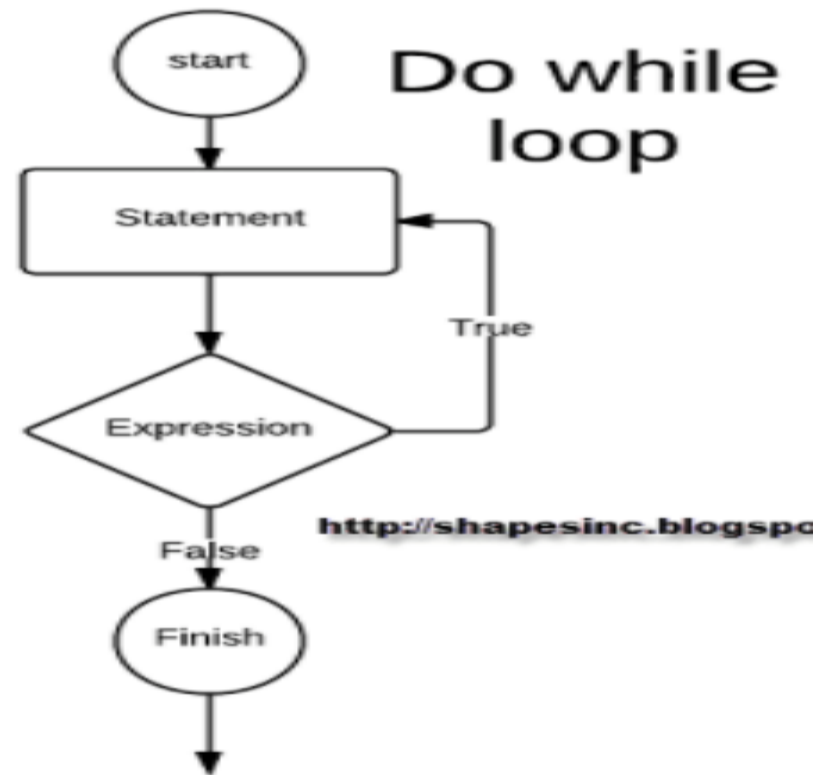 start
Do while
loop
Statement
True
Expression
http://shapesinc.blogspo
False
Finish